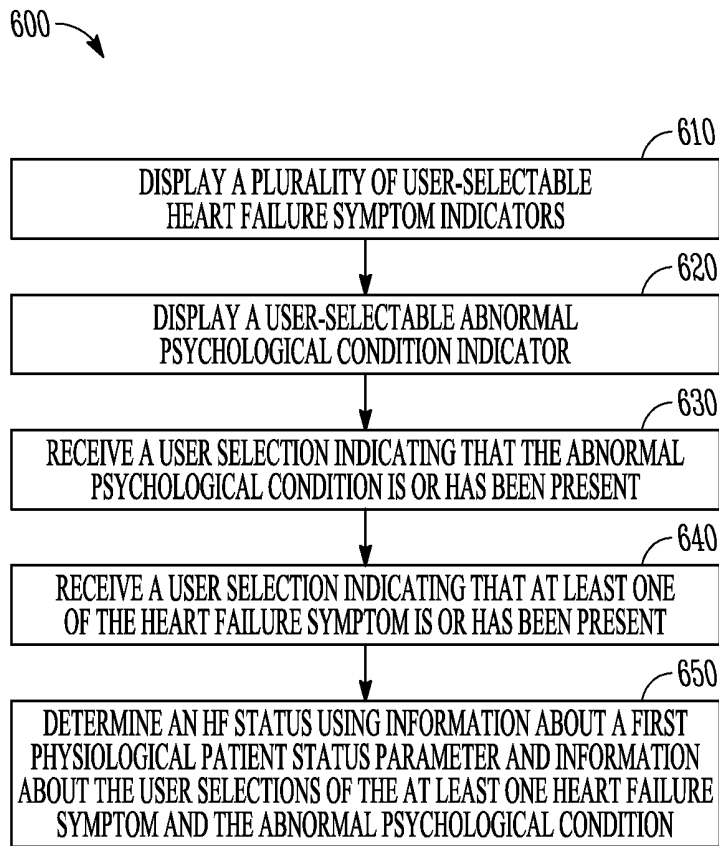 600
610
DISPLAY A PLURALITY OF USER-SELECTABLE
HEART FAILURE SYMPTOM INDICATORS
620
DISPLAY A USER-SELECTABLE ABNORMAL
PSYCHOLOGICAL CONDITION INDICATOR
630
RECEIVE A USER SELECTION INDICATING THAT THE ABNORMAL
PSYCHOLOGICAL CONDITION IS OR HAS BEEN PRESENT
640
RECEIVE A USER SELECTION INDICATING THAT AT LEAST ONE
OF THE HEART FAILURE SYMPTOM IS OR HAS BEEN PRESENT
650
DETERMINE AN HF STATUS USING INFORMATION ABOUT A FIRST
PHYSIOLOGICAL PATIENT STATUS PARAMETER AND INFORMATION
ABOUT THE USER SELECTIONS OF THE AT LEAST ONE HEART FAILURE
SYMPTOM AND THE ABNORMAL PSYCHOLOGICAL CONDITION